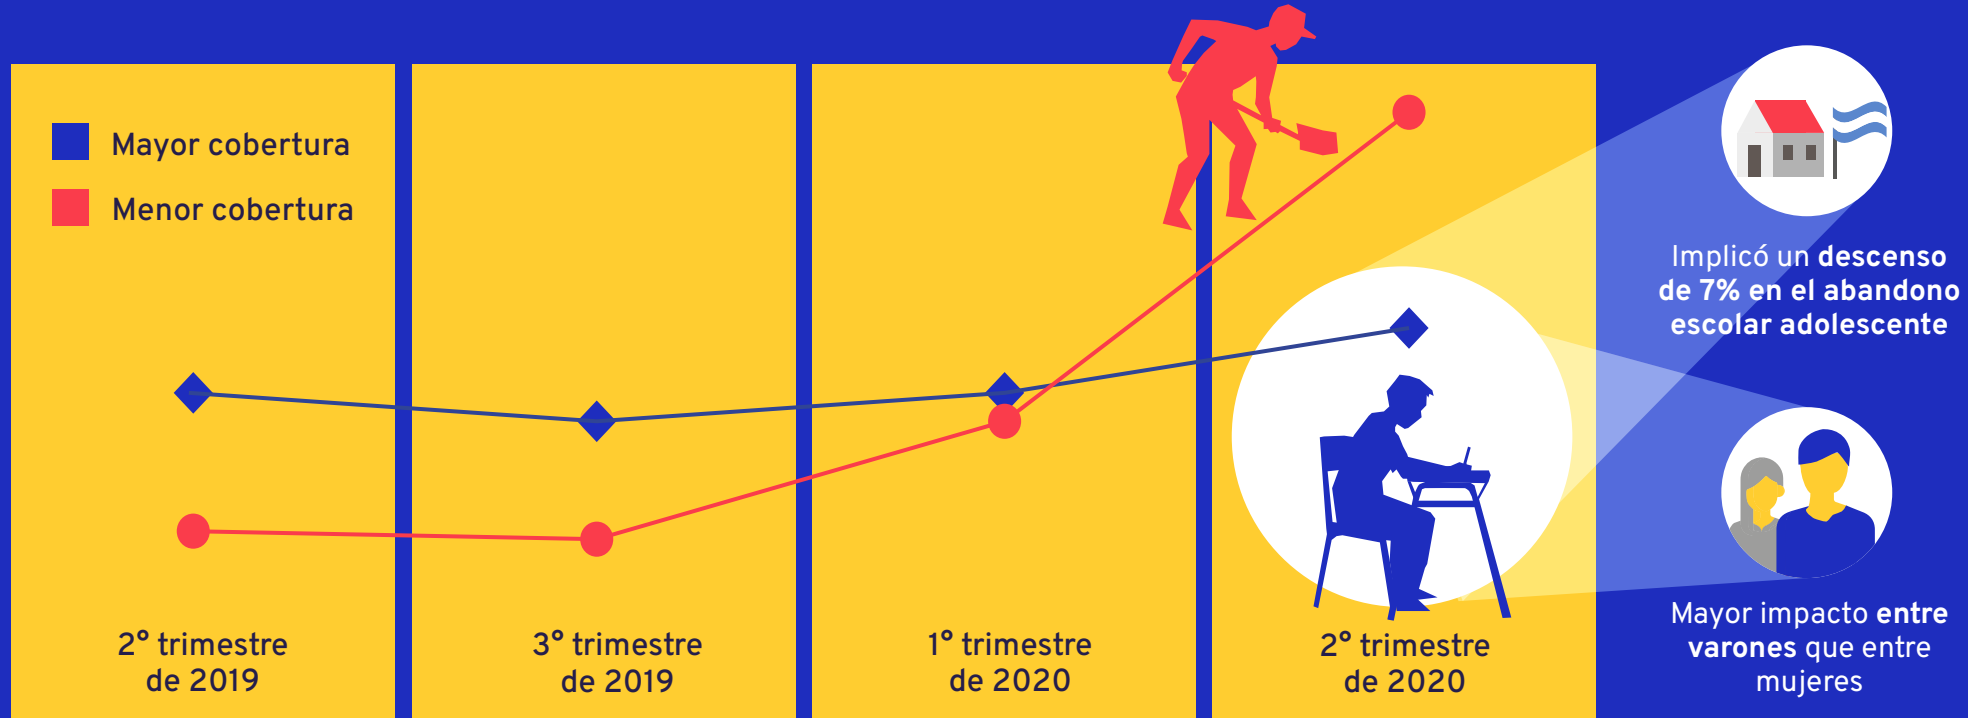 Mayor cobertura
Menor cobertura
2° trimestre
de 2019
3° trimestre
de 2019
1° trimestre
de 2020
2° trimestre
de 2020
Implicó un descenso
de 7% en el abandono
escolar adolescente
Mayor impacto entre
varones que entre
mujeres